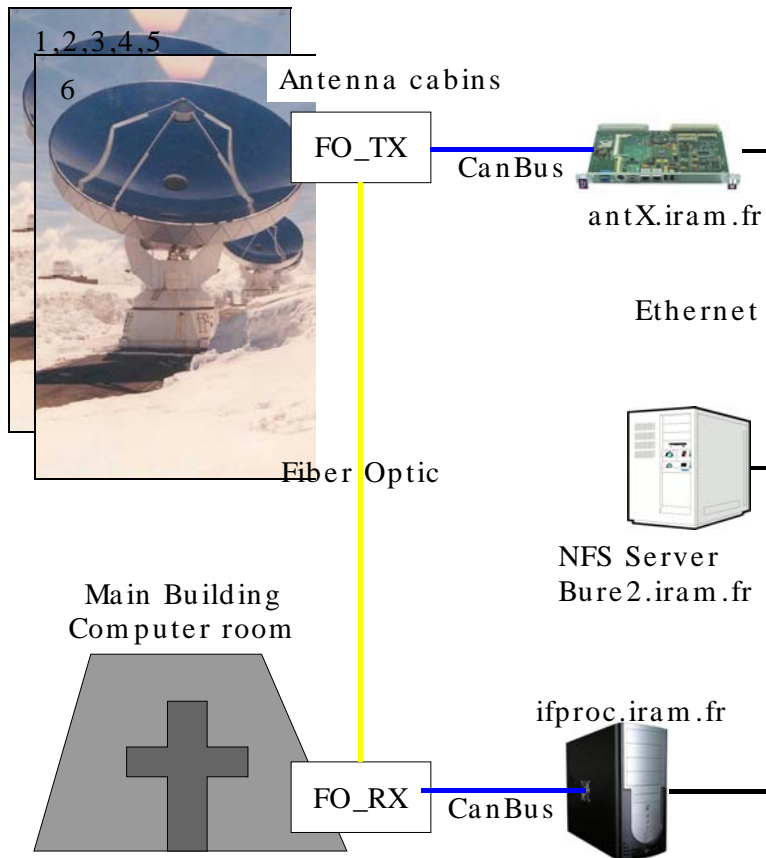 1,2,3,4,5
6
Antenna cabins
FO_TX
CanBus
antX.iram.fr
Ethernet
Fiber Optic
NFS Server
Bure2.iram.fr
Main Building
Computer room
ifproc.iram.fr
FO_RX
CanBus